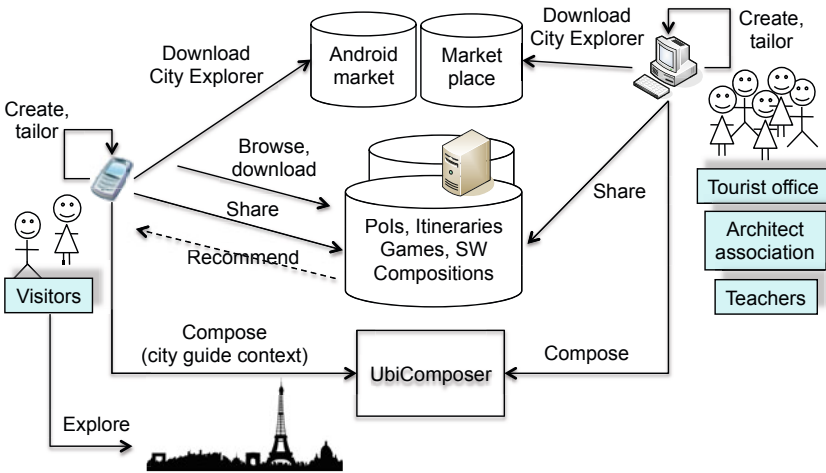 Download
City Explorer
Android
market
Market
place
Download
City Explorer
Create,
tailor
Create,
tailor
Browse,
download
Share
Share
Recommend
PoIs, Itineraries
Games, SW
Compositions
Tourist office
Architect
association
Teachers
Visitors
Compose
(city guide context)
UbiComposer
Compose
Explore